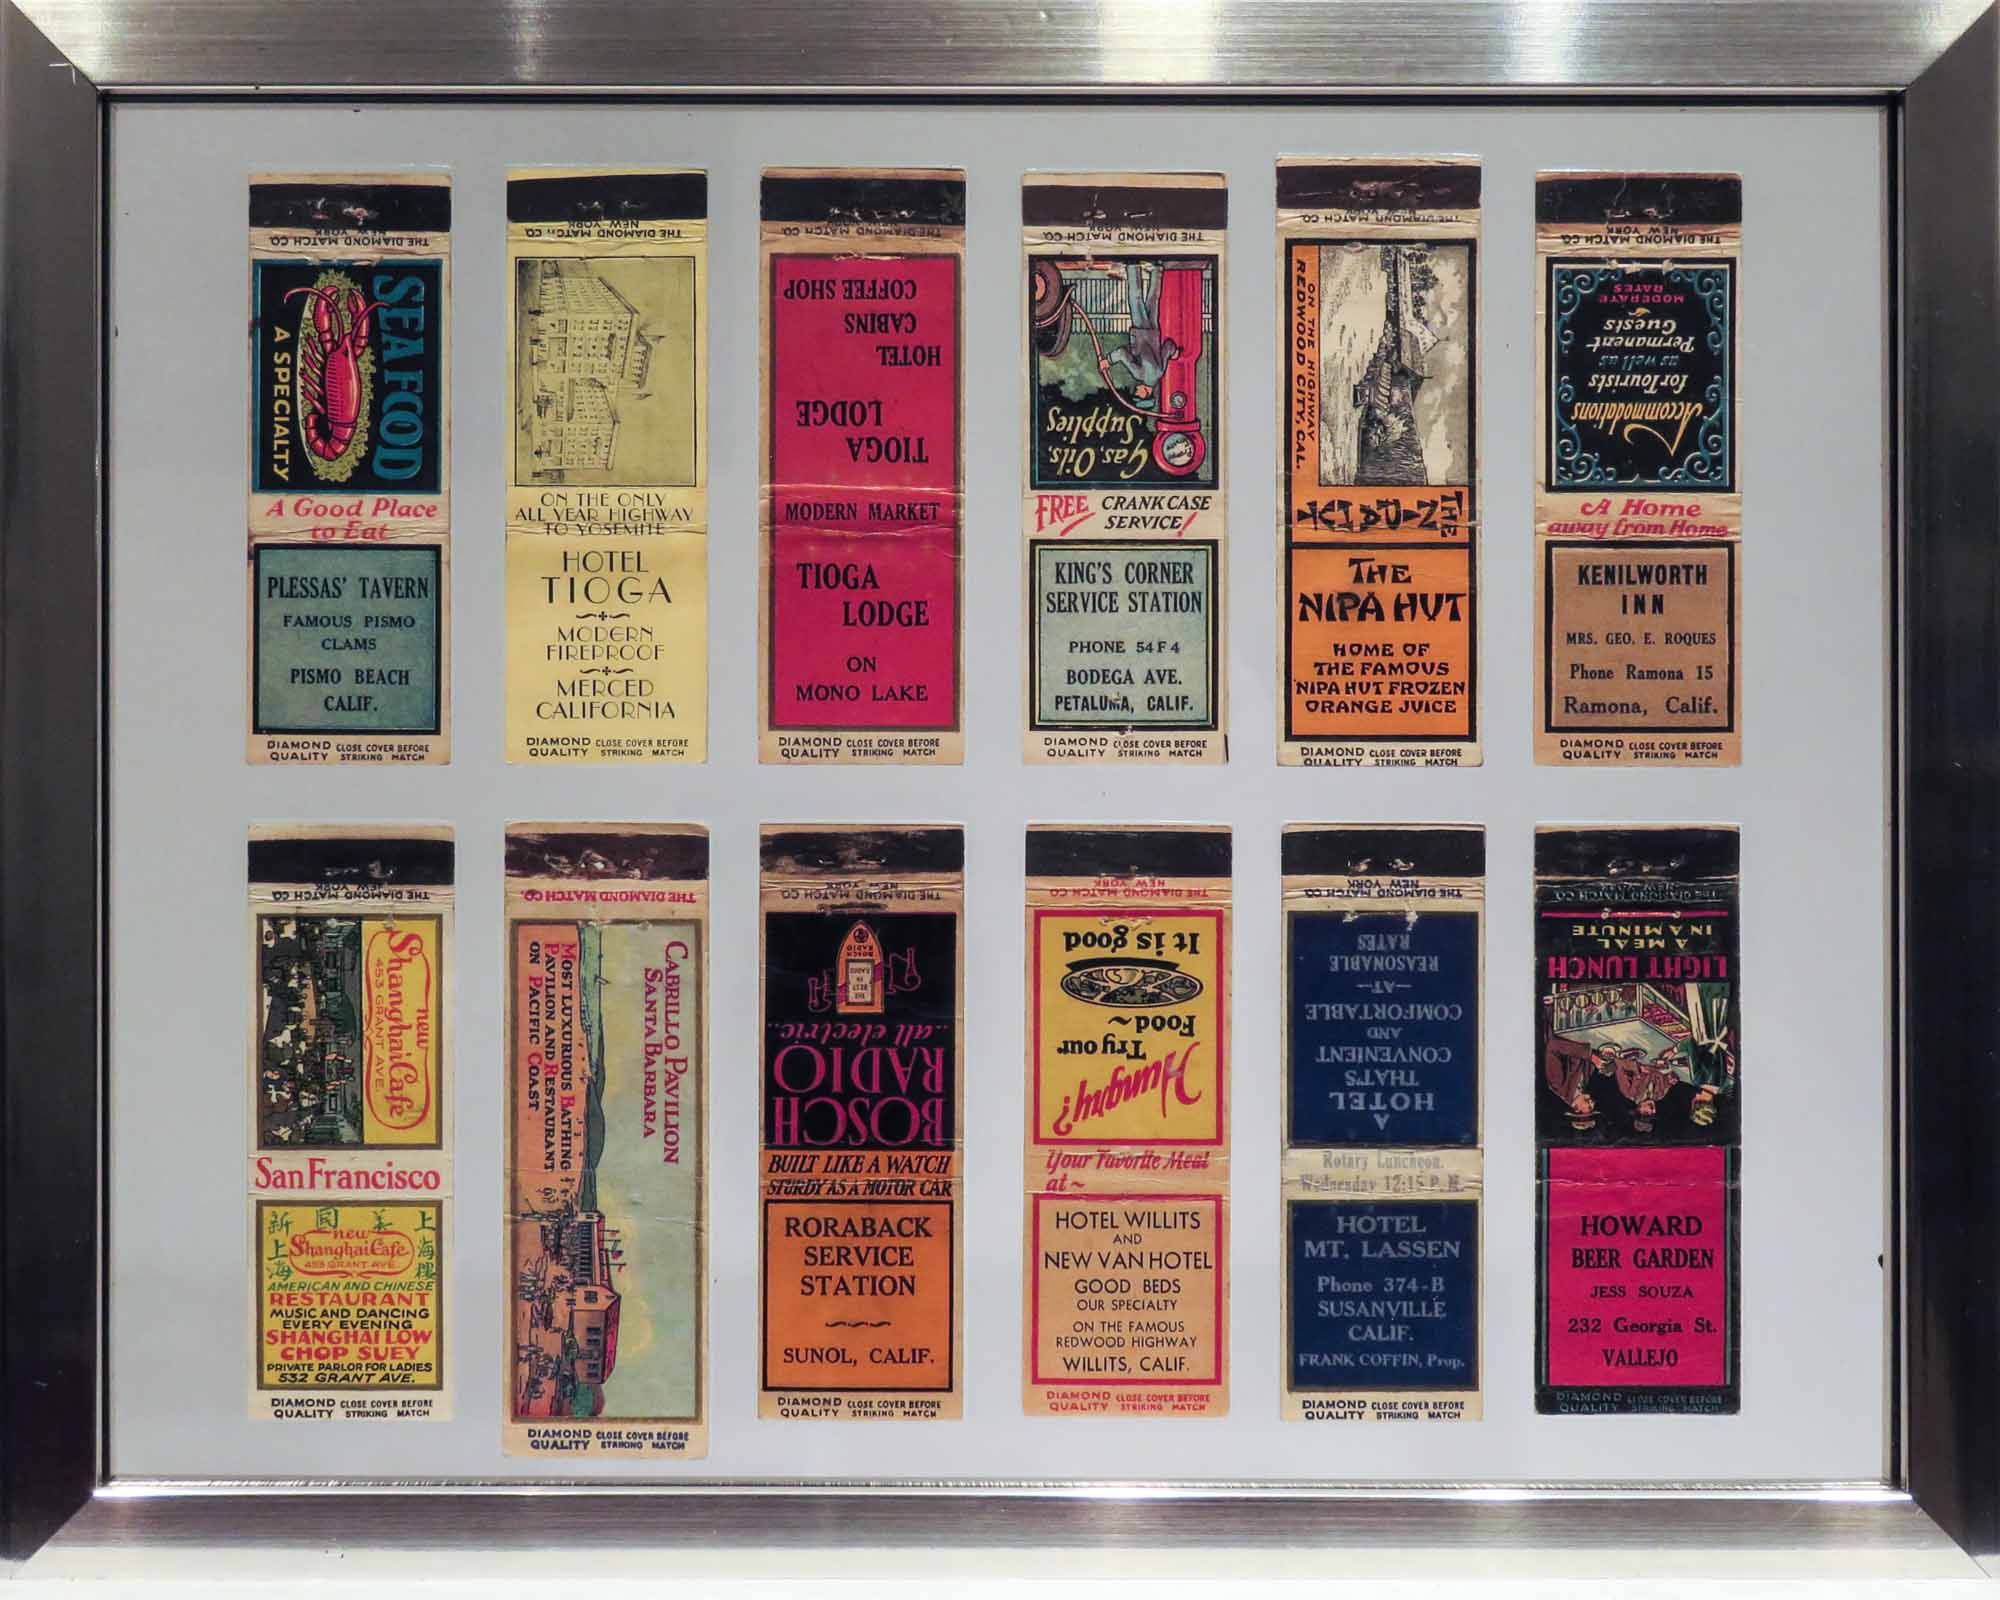 THE DIAMOND MATCH CO.
NEW YORK
SEA FOOD
A SPECIALTY
A Good Place
to Eat
PLESSAS' TAVERN
FAMOUS PISMO
CLAMS
PISMO BEACH
CALIF.
DIAMOND QUALITY
CLOSE COVER BEFORE
STRIKING MATCH
THE DIAMOND MATCH CO.
NEW YORK
ON THE ONLY
ALL YEAR HIGHWAY
TO YOSEMITE
HOTEL
TIOGA
MODERN
FIREPROOF
MERCED
CALIFORNIA
DIAMOND QUALITY
CLOSE COVER BEFORE
STRIKING MATCH
THE DIAMOND MATCH CO.
NEW YORK
TIOGA
LODGE
HOTEL
CABINS
COFFEE SHOP
MODERN MARKET
TIOGA
LODGE
ON
MONO LAKE
DIAMOND QUALITY
CLOSE COVER BEFORE
STRIKING MATCH
THE DIAMOND MATCH CO.
NEW YORK
Gas, Oils,
Supplies
FREE CRANKCASE
SERVICE!
KING'S CORNER
SERVICE STATION
PHONE 54F4
BODEGA AVE.
PETALUMA, CALIF.
DIAMOND QUALITY
CLOSE COVER BEFORE
STRIKING MATCH
THE DIAMOND MATCH CO.
NEW YORK
ON THE HIGHWAY
REDWOOD CITY, CAL.
THE
NIPA HUT
THE
NIPA HUT
HOME OF
THE FAMOUS
NIPA HUT FROZEN
ORANGE JUICE
DIAMOND QUALITY
CLOSE COVER BEFORE
STRIKING MATCH
THE DIAMOND MATCH CO.
NEW YORK
Accommodations
for Tourists
as well as
Permanent
Guests
MODERATE
RATES
A Home
away from Home
KENILWORTH
INN
MRS. GEO. E. ROQUES
Phone Ramona 15
Ramona, Calif.
DIAMOND QUALITY
CLOSE COVER BEFORE
STRIKING MATCH
THE DIAMOND MATCH CO.
NEW YORK
new
Shanghai Cafe
453 GRANT AVE.
San Francisco
新 國 美 上
上 海
海 樓
new
Shanghai Cafe
453 GRANT AVE.
AMERICAN AND CHINESE
RESTAURANT
MUSIC AND DANCING
EVERY EVENING
SHANGHAI LOW
CHOP SUEY
PRIVATE PARLOR FOR LADIES
532 GRANT AVE.
DIAMOND QUALITY
CLOSE COVER BEFORE
STRIKING MATCH
THE DIAMOND MATCH CO.
CABRILLO PAVILION
SANTA BARBARA
MOST LUXURIOUS BATHING
PAVILION AND RESTAURANT
ON PACIFIC COAST
DIAMOND QUALITY
CLOSE COVER BEFORE
STRIKING MATCH
THE DIAMOND MATCH CO.
NEW YORK
BOSCH
RADIO
...all electric..
THE
BEST
IN
RADIO
BOSCH
RADIO
BUILT LIKE A WATCH
STURDY AS A MOTOR CAR
RORABACK
SERVICE
STATION
SUNOL, CALIF.
DIAMOND QUALITY
CLOSE COVER BEFORE
STRIKING MATCH
THE DIAMOND MATCH CO.
NEW YORK
Hungry?
Try our
Food~
It is good
Your Favorite Meal
at~
HOTEL WILLITS
AND
NEW VAN HOTEL
GOOD BEDS
OUR SPECIALTY
ON THE FAMOUS
REDWOOD HIGHWAY
WILLITS, CALIF.
DIAMOND QUALITY
CLOSE COVER BEFORE
STRIKING MATCH
THE DIAMOND MATCH CO.
NEW YORK
A
HOTEL
THAT'S
CONVENIENT
AND
COMFORTABLE
—AT—
REASONABLE
RATES
Rotary Luncheon.
Wednesday 12:15 P. M.
HOTEL
MT. LASSEN
Phone 374-B
SUSANVILLE
CALIF.
FRANK COFFIN, Prop.
DIAMOND QUALITY
CLOSE COVER BEFORE
STRIKING MATCH
THE DIAMOND MATCH CO.
NEW YORK
LIGHT LUNCH
A MEAL
IN A MINUTE
HOWARD
BEER GARDEN
JESS SOUZA
232 Georgia St.
VALLEJO
DIAMOND QUALITY
CLOSE COVER BEFORE
STRIKING MATCH